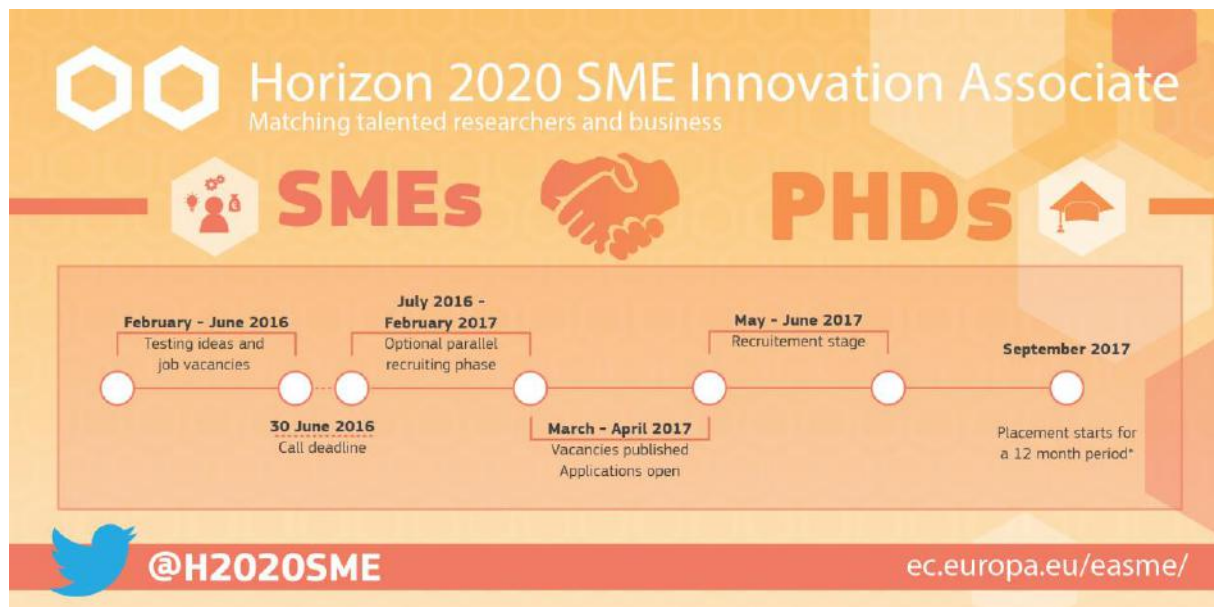 Horizon 2020 SME Innovation Associate
Matching talented researchers and business
SMEs
PHDs
February - June 2016
Testing ideas and
job vacancies
30 June 2016
Call deadline
July 2016 -
February 2017
Optional parallel
recruiting phase
March - April 2017
Vacancies published
Applications open
May - June 2017
Recruitement stage
September 2017
Placement starts for
a 12 month period*
@H2020SME
ec.europa.eu/easme/